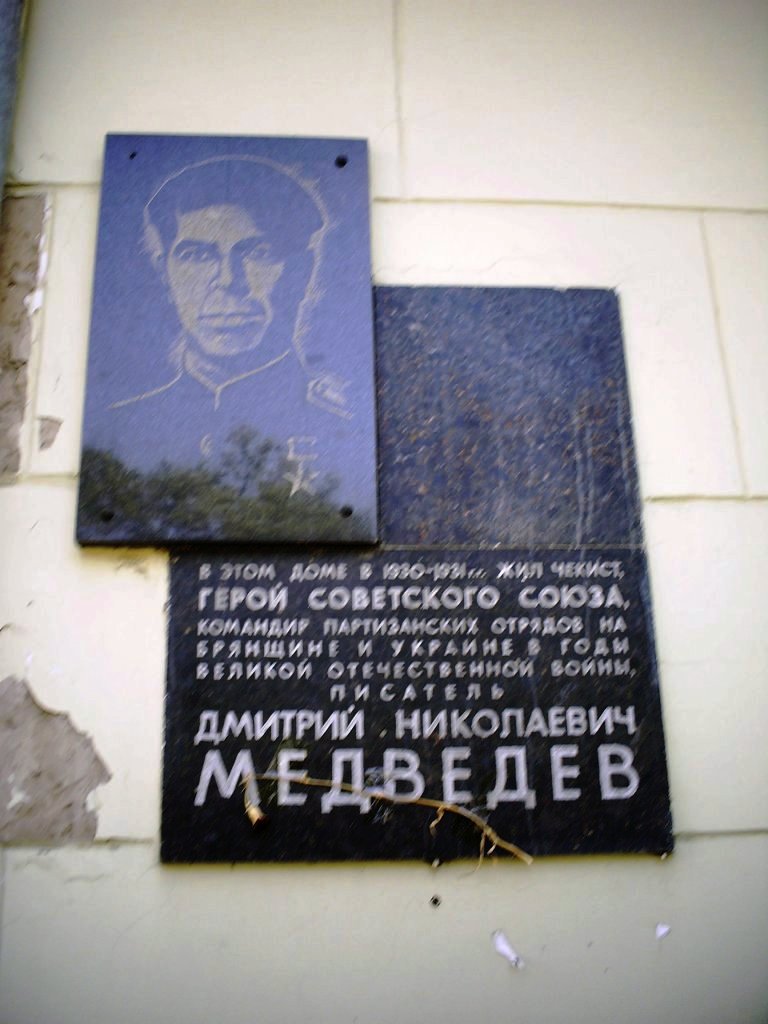 В ЭТОМ ДОМЕ В 1930-1931 гг. ЖИЛ ЧЕКИСТ,
ГЕРОЙ СОВЕТСКОГО СОЮЗА,
КОМАНДИР ПАРТИЗАНСКИХ ОТРЯДОВ НА
БРЯНЩИНЕ И УКРАИНЕ В ГОДЫ
ВЕЛИКОЙ ОТЕЧЕСТВЕННОЙ ВОЙНЫ,
ПИСАТЕЛЬ
ДМИТРИЙ НИКОЛАЕВИЧ
МЕДВЕДЕВ